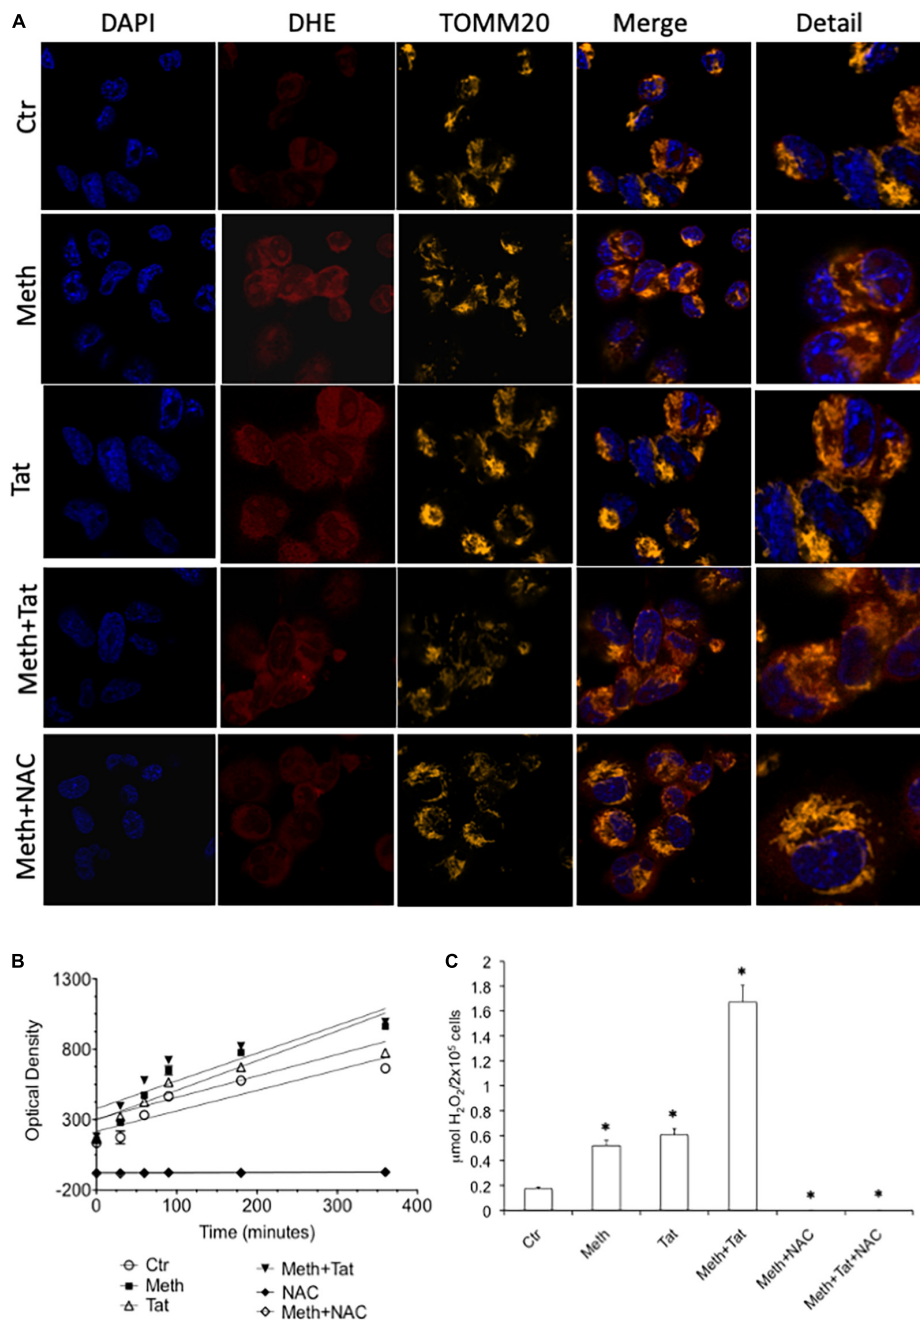 A
DAPI DHE TOMM20 Merge Detail
Ctr
Meth
Tat
Meth+Tat
Meth+NAC
B
1300
800
300
-200
Optical Density
0 100 200 300 400
Time (minutes)
Ctr
Meth
Tat
Meth+Tat
NAC
Meth+NAC
C
2
1.8
1.6
1.4
1.2
1
0.8
0.6
0.4
0.2
0
μmol H₂O₂/2x10⁵ cells
* * * * *
Ctr
Meth
Tat
Meth+Tat
Meth+NAC
Meth+Tat+NAC